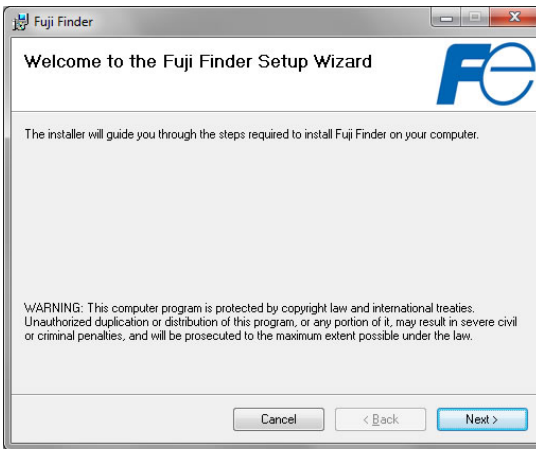 Fuji Finder
Welcome to the Fuji Finder Setup Wizard
Fe
The installer will guide you through the steps required to install Fuji Finder on your computer.
WARNING: This computer program is protected by copyright law and international treaties.
Unauthorized duplication or distribution of this program, or any portion of it, may result in severe civil
or criminal penalties, and will be prosecuted to the maximum extent possible under the law.
Cancel
< Back
Next >